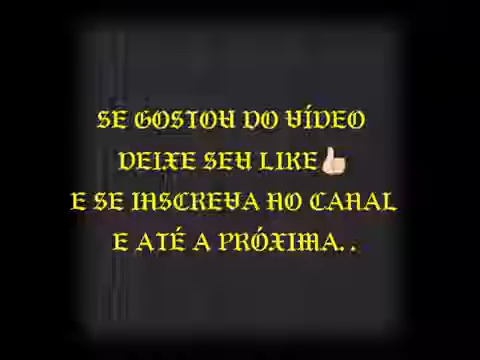 SE GOSTOU DO VÍDEO
DEIXE SEU LIKE👍🏻
E SE INSCREVA NO CANAL
E ATÉ A PRÓXIMA. .